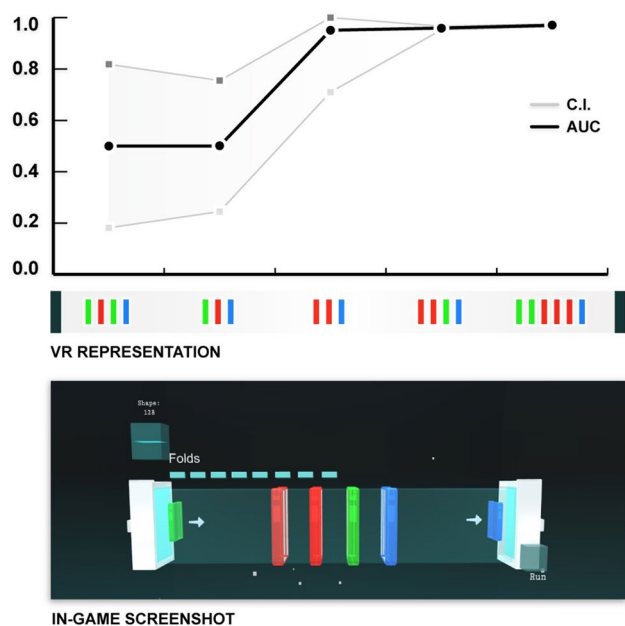 1.0
0.8
0.6
0.4
0.2
0.0
C.I.
AUC
VR REPRESENTATION
Shape:
128
Folds
Run
IN-GAME SCREENSHOT